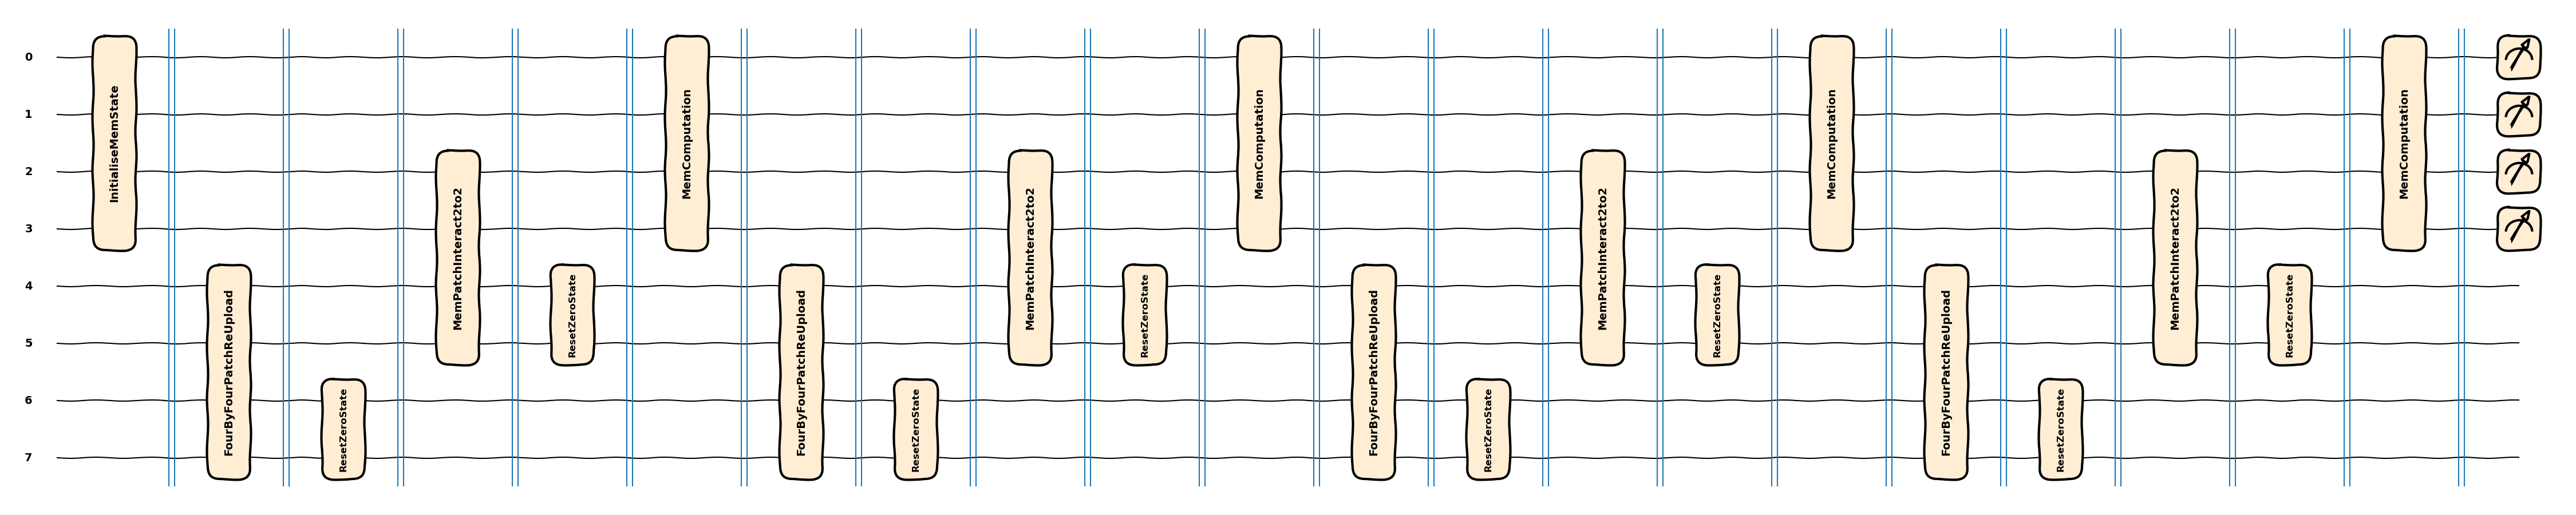 0
1
2
3
4
5
6
7
InitialiseMemState
FourByFourPatchReUpload
ResetZeroState
MemPatchInteract2to2
ResetZeroState
MemComputation
FourByFourPatchReUpload
ResetZeroState
MemPatchInteract2to2
ResetZeroState
MemComputation
FourByFourPatchReUpload
ResetZeroState
MemPatchInteract2to2
ResetZeroState
MemComputation
FourByFourPatchReUpload
ResetZeroState
MemPatchInteract2to2
ResetZeroState
MemComputation